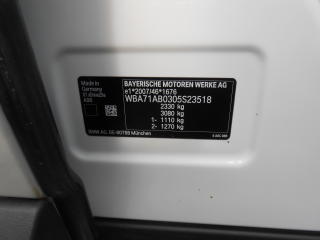 Made in
Germany
BAYERISCHE MOTOREN WERKE AG
e1*2007/46*1676
WBA71AB0305S23518
2330 kg
3080 kg
1- 1110 kg
2- 1270 kg
BMW AG, DE-80788 München